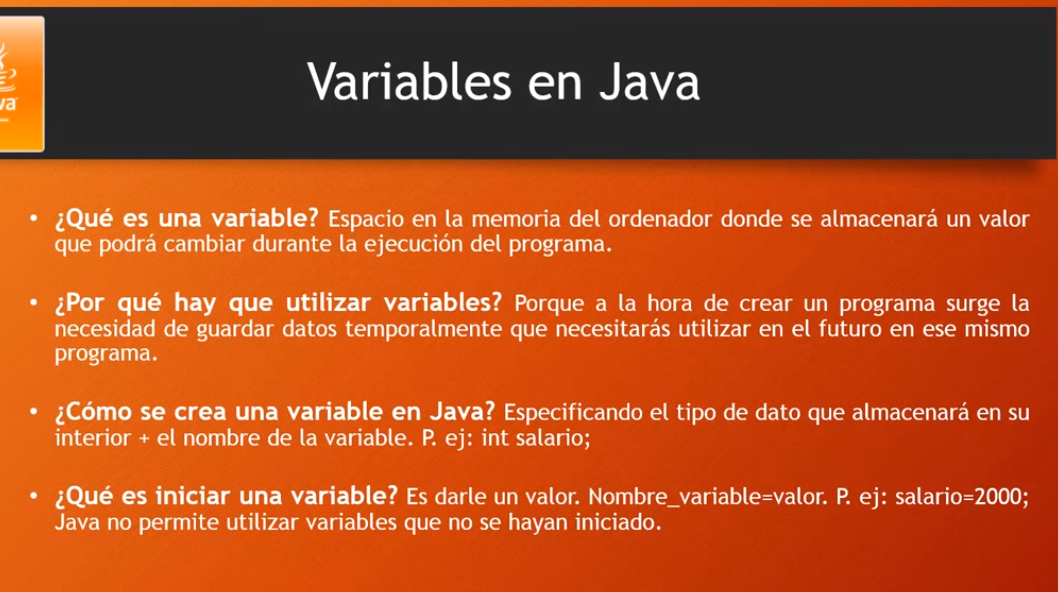 va
Variables en Java
• ¿Qué es una variable? Espacio en la memoria del ordenador donde se almacenará un valor
que podrá cambiar durante la ejecución del programa.
• ¿Por qué hay que utilizar variables? Porque a la hora de crear un programa surge la
necesidad de guardar datos temporalmente que necesitarás utilizar en el futuro en ese mismo
programa.
• ¿Cómo se crea una variable en Java? Especificando el tipo de dato que almacenará en su
interior + el nombre de la variable. P. ej: int salario;
• ¿Qué es iniciar una variable? Es darle un valor. Nombre_variable=valor. P. ej: salario=2000;
Java no permite utilizar variables que no se hayan iniciado.